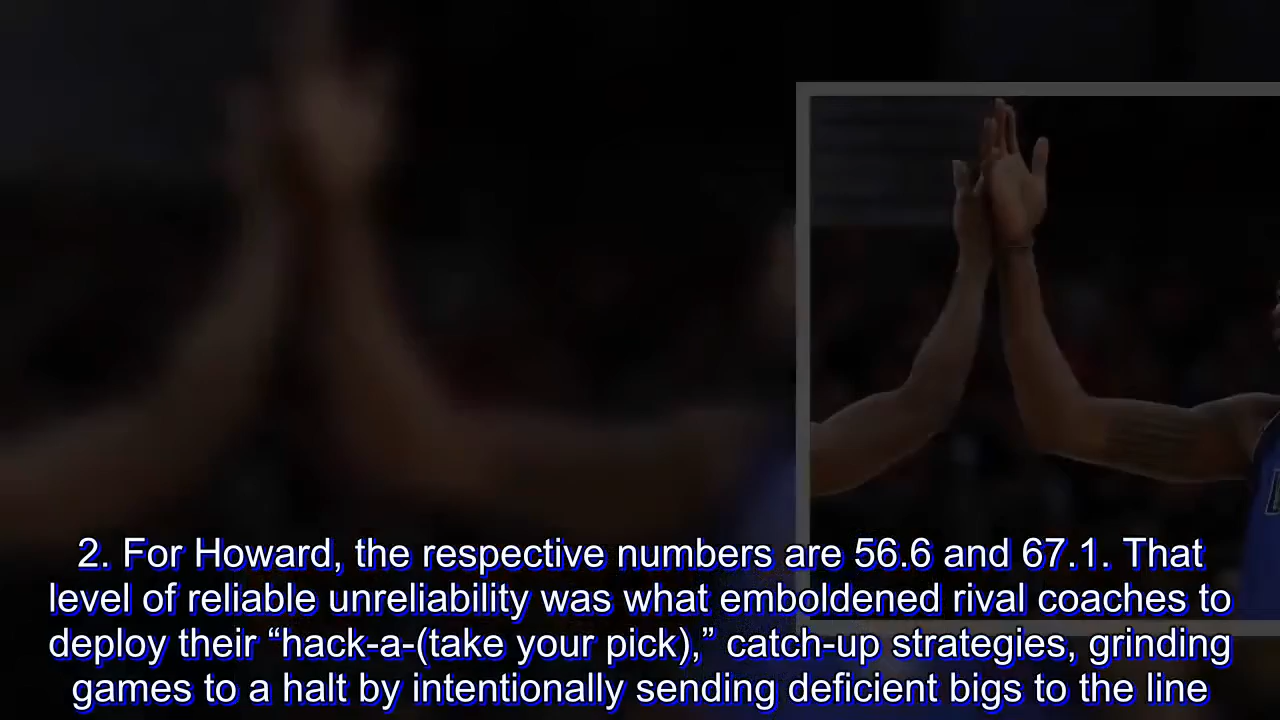 2. For Howard, the respective numbers are 56.6 and 67.1. That
level of reliable unreliability was what emboldened rival coaches to
deploy their “hack-a-(take your pick),” catch-up strategies, grinding
games to a halt by intentionally sending deficient bigs to the line